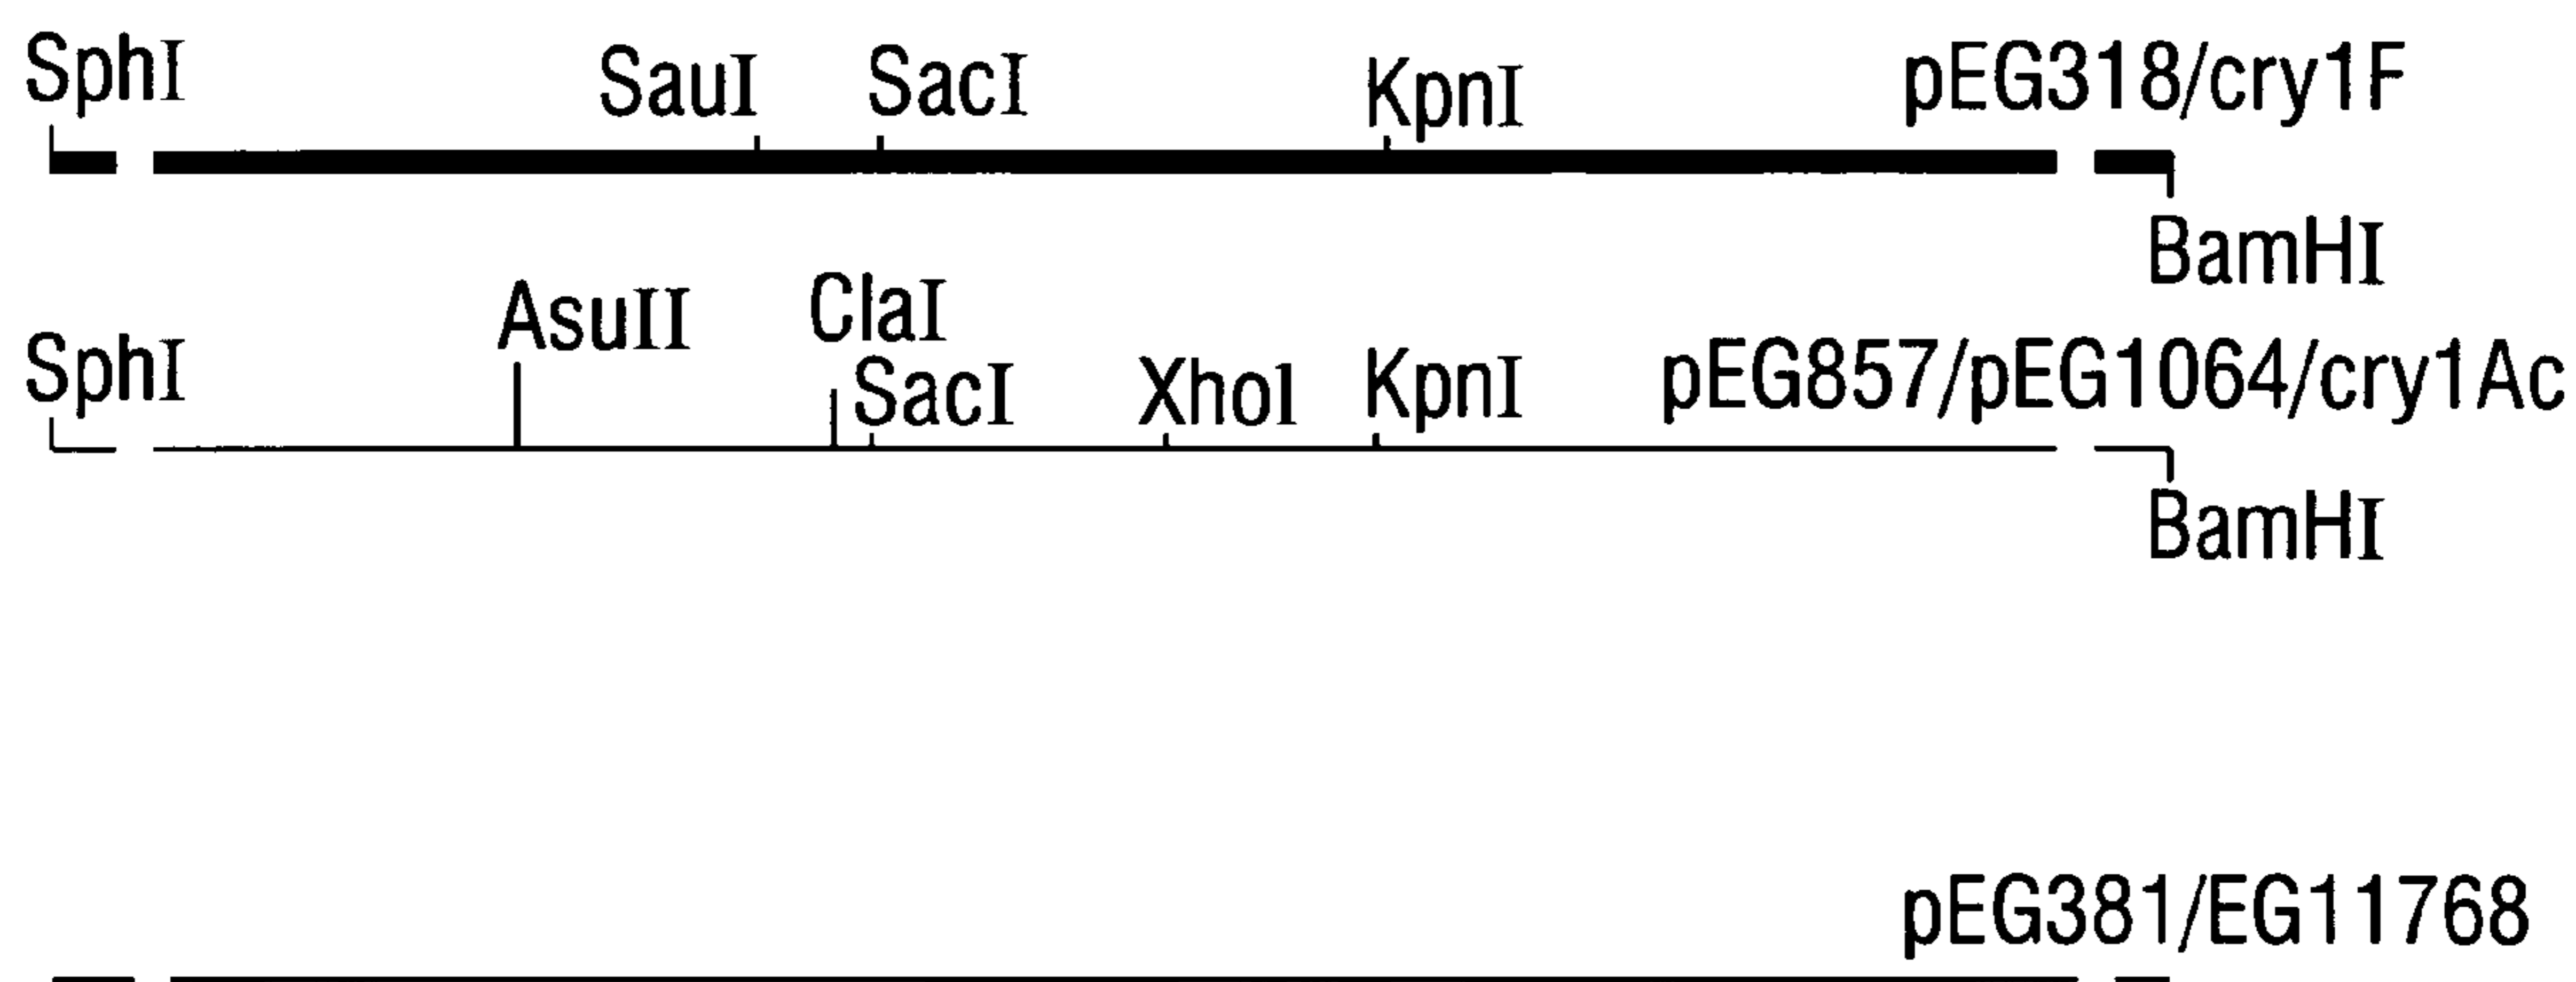 SphI SauI SacI KpnI pEG318/cry1F
BamHI
AsuII ClaI
SphI SacI XhoI KpnI pEG857/pEG1064/cry1Ac
BamHI
pEG381/EG11768